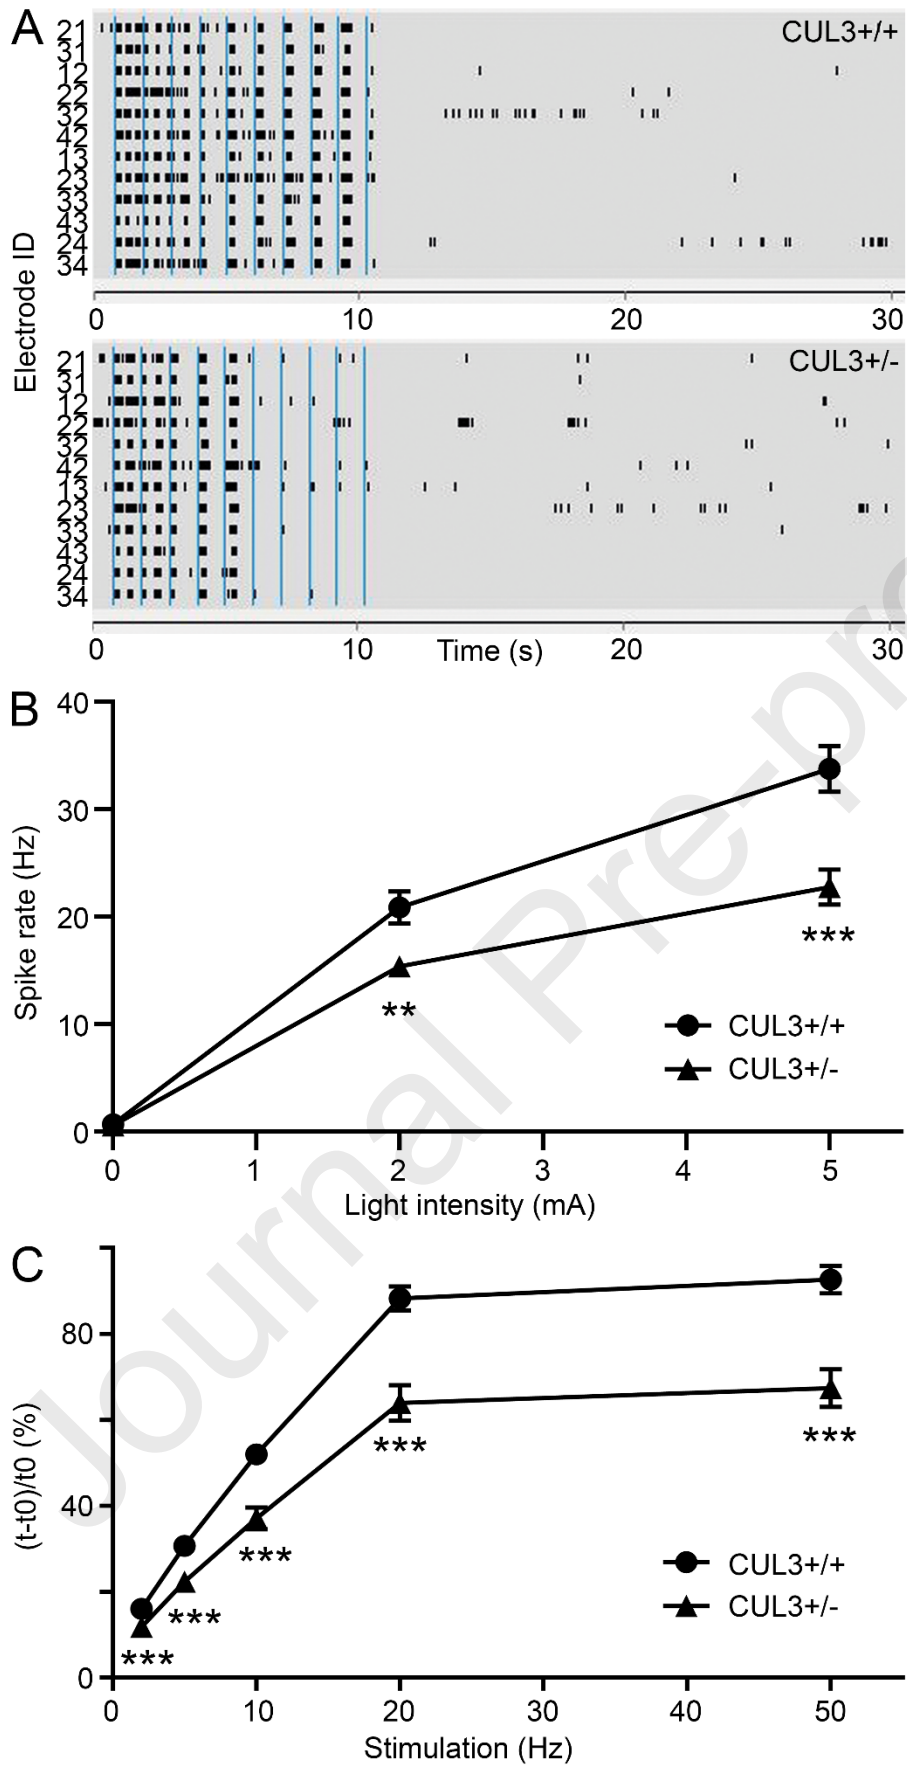 A
CUL3+/+
21
31
12
22
32
42
13
23
33
43
24
34
Electrode ID
0 10 20 30
CUL3+/-
21
31
12
22
32
42
13
23
33
43
24
34
0 10 20 30
Time (s)
B
40
30
20
10
0
Spike rate (Hz)
***
**
CUL3+/+
CUL3+/-
0 1 2 3 4 5
Light intensity (mA)
C
80
40
0
(t-t0)/t0 (%)
***
***
***
***
***
CUL3+/+
CUL3+/-
0 10 20 30 40 50
Stimulation (Hz)
Journal Pre-pro